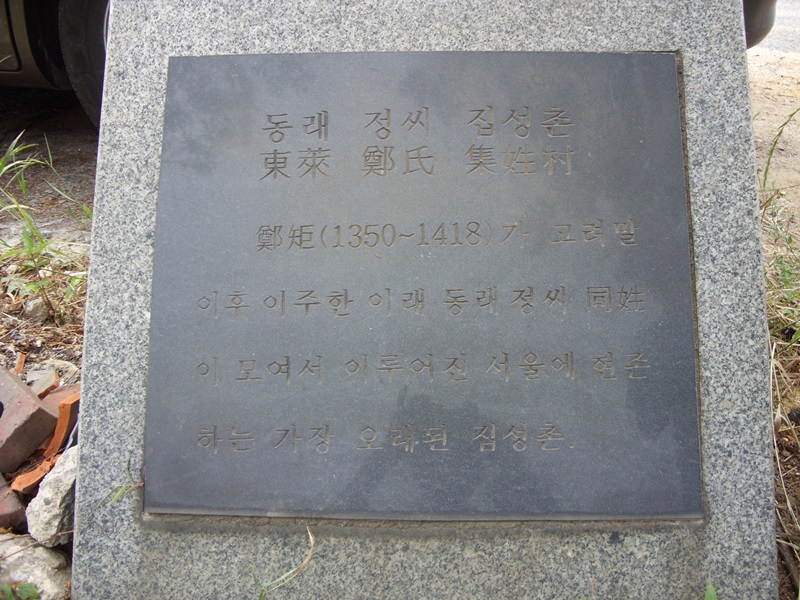 동래 정씨 집성촌
東萊 鄭氏 集姓村
鄭矩(1350~1418)가 고려말
이후 이주한 이래 동래정씨 同姓
이 모여서 이루어진 서울에 현존
하는 가장 오래된 집성촌.